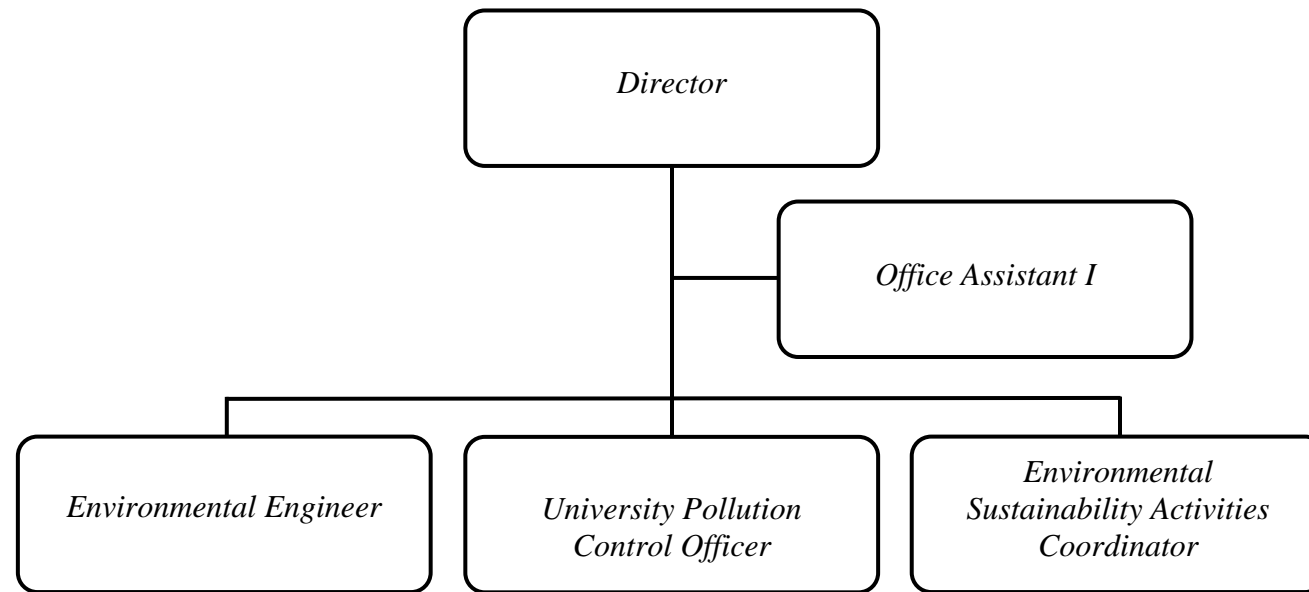 Director
Office Assistant I
Environmental Engineer
University Pollution
Control Officer
Environmental
Sustainability Activities
Coordinator